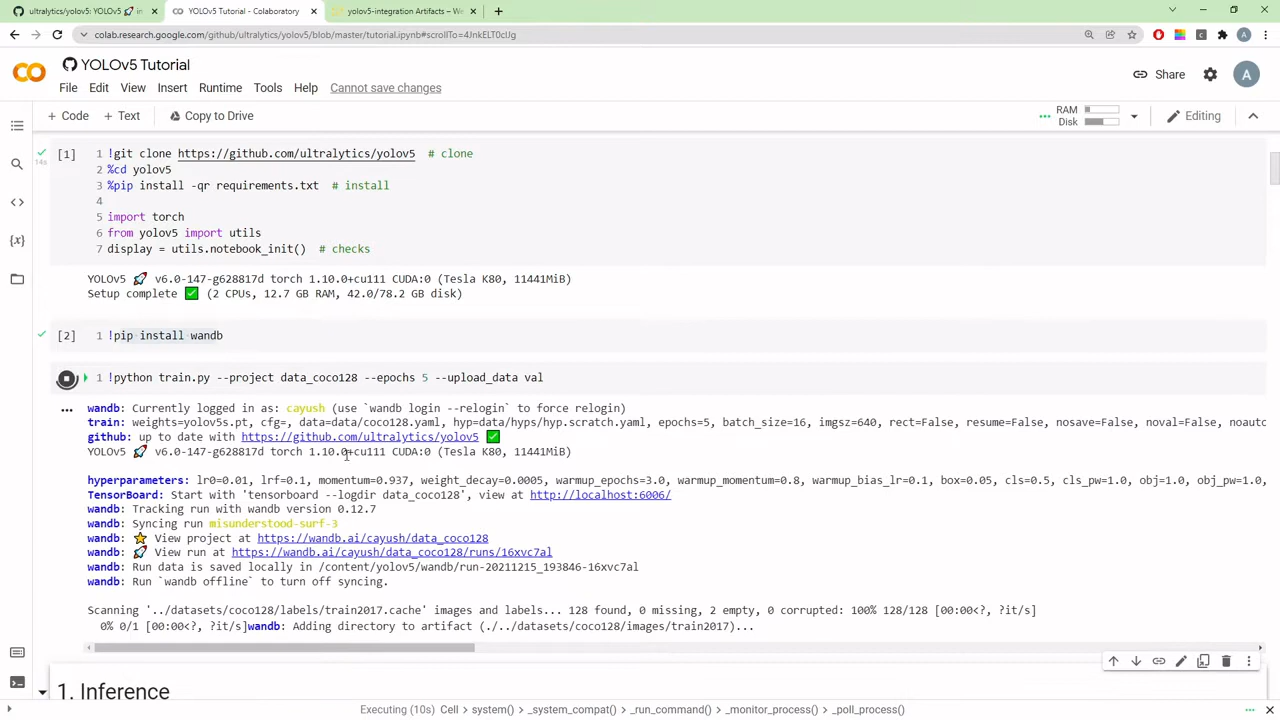 ultralytics/yolov5: YOLOv5 🚀 in
YOLOv5 Tutorial - Colaboratory
yolov5-integration Artifacts – We
colab.research.google.com/github/ultralytics/yolov5/blob/master/tutorial.ipynb#scrollTo=4JnkELT0cIJg
YOLOv5 Tutorial
Share
A
File Edit View Insert Runtime Tools Help Cannot save changes
+ Code + Text Copy to Drive
RAM
Disk
Editing
[1] 1 !git clone https://github.com/ultralytics/yolov5 # clone
14s
2 %cd yolov5
3 %pip install -qr requirements.txt # install
4
5 import torch
6 from yolov5 import utils
7 display = utils.notebook_init() # checks
YOLOv5 🚀 v6.0-147-g628817d torch 1.10.0+cu111 CUDA:0 (Tesla K80, 11441MiB)
Setup complete ✅ (2 CPUs, 12.7 GB RAM, 42.0/78.2 GB disk)
[2] 1 !pip install wandb
1 !python train.py --project data_coco128 --epochs 5 --upload_data val
wandb: Currently logged in as: cayush (use `wandb login --relogin` to force relogin)
train: weights=yolov5s.pt, cfg=, data=data/coco128.yaml, hyp=data/hyps/hyp.scratch.yaml, epochs=5, batch_size=16, imgsz=640, rect=False, resume=False, nosave=False, noval=False, noautc
github: up to date with https://github.com/ultralytics/yolov5 ✅
YOLOv5 🚀 v6.0-147-g628817d torch 1.10.0+cu111 CUDA:0 (Tesla K80, 11441MiB)
hyperparameters: lr0=0.01, lrf=0.1, momentum=0.937, weight_decay=0.0005, warmup_epochs=3.0, warmup_momentum=0.8, warmup_bias_lr=0.1, box=0.05, cls=0.5, cls_pw=1.0, obj=1.0, obj_pw=1.0,
TensorBoard: Start with 'tensorboard --logdir data_coco128', view at http://localhost:6006/
wandb: Tracking run with wandb version 0.12.7
wandb: Syncing run misunderstood-surf-3
wandb: ⭐ View project at https://wandb.ai/cayush/data_coco128
wandb: 🚀 View run at https://wandb.ai/cayush/data_coco128/runs/16xvc7al
wandb: Run data is saved locally in /content/yolov5/wandb/run-20211215_193846-16xvc7al
wandb: Run `wandb offline` to turn off syncing.
Scanning '../datasets/coco128/labels/train2017.cache' images and labels... 128 found, 0 missing, 2 empty, 0 corrupted: 100% 128/128 [00:00<?, ?it/s]
0% 0/1 [00:00<?, ?it/s]wandb: Adding directory to artifact (./../datasets/coco128/images/train2017)...
1. Inference
Executing (10s) Cell > system() > _system_compat() > _run_command() > _monitor_process() > _poll_process()